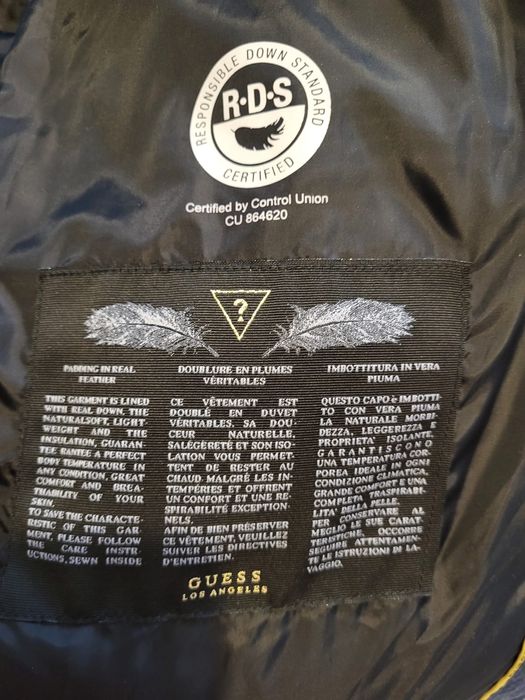 RESPONSIBLE DOWN STANDARD
R·D·S
CERTIFIED
Certified by Control Union
CU 864620
?
PADDING IN REAL
FEATHER
THIS GARMENT IS LINED
WITH REAL DOWN. THE
NATURALSOFT, LIGHT-
WEIGHT AND THE
INSULATION, GUARAN-
TEE RANTEE A PERFECT
BODY TEMPERATURE IN
ANY CONDITION, GREAT
COMFORT AND BREA-
THABILITY OF YOUR
SKIN.
TO SAVE THE CHARACTE-
RISTIC OF THIS GAR-
MENT, PLEASE FOLLOW
THE CARE INSTR-
UCTIONS, SEWN INSIDE
DOUBLURE EN PLUMES
VÉRITABLES
CE VÊTEMENT EST
DOUBLÉ EN DUVET
VÉRITABLES. SA DOU-
CEUR NATURELLE,
SALÉGERETÉ ET SON ISO-
LATION VOUS PERMET-
TENT DE RESTER AU
CHAUD MALGRÉ LES IN-
TEMPÉRIES ET OFFRENT
UN CONFORT ET UNE RE-
SPIRABILITÉ EXCEPTION-
NELS.
AFIN DE BIEN PRÉSERVER
CE VÊTEMENT, VEUILLEZ
SUIVER LES DIRECTIVES
D'ENTRETIEN.
IMBOTTITURA IN VERA
PIUMA
QUESTO CAPO è IMBOTTI-
TO CON VERA PIUMA
LA NATURALE MORBI-
DEZZA, LEGGEREZZA E
PROPRIETA' ISOLANTI,
GARANTISCONO
UNA TEMPERATURA COR-
POREA IDEALE IN OGNI
CONDIZIONE CLIMATICA,
GRANDE COMFORT E UNA
COMPLETA TRASPIRABI-
LITA' DELLA PELLE.
PER CONSERVARE AL
MEGLIO LE SUE CARAT-
TERISTICHE, OCCORRE
SEGUIRE ATTENTAMEN-
TE LE ISTRUZIONI DI LA-
VAGGIO.
GUESS
LOS ANGELES